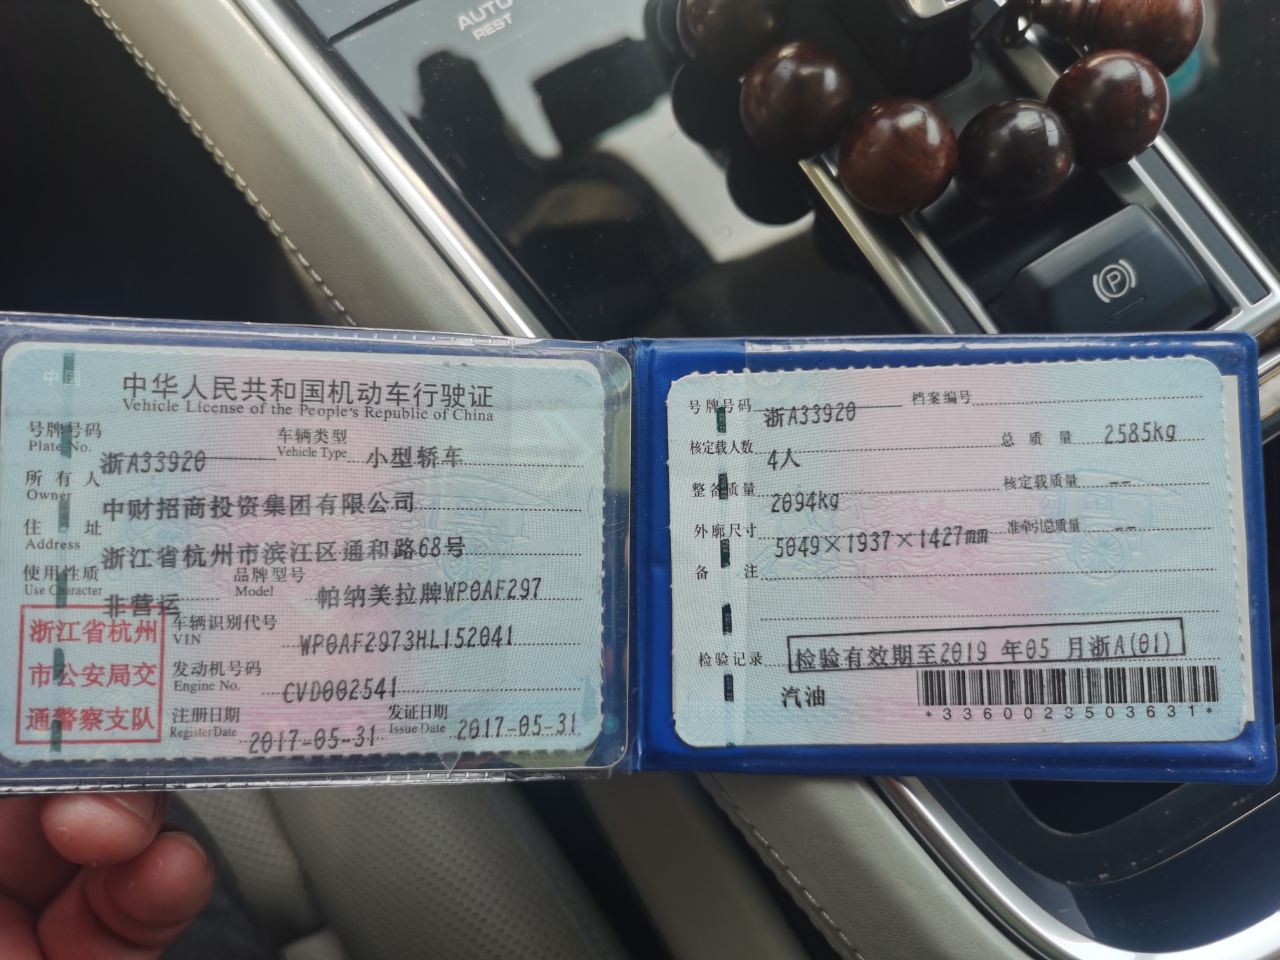 AUTO
REST
P
中国
中华人民共和国机动车行驶证
Vehicle License of the People's Republic of China
号牌号码 浙A33920 车辆类型 小型轿车
Plate No. Vehicle Type
所有人 中财招商投资集团有限公司
Owner
住址 浙江省杭州市滨江区通和路68号
Address
使用性质 非营运 品牌型号 帕纳美拉牌WP0AF297
Use Character Model
浙江省杭州
市公安局交
通警察支队
车辆识别代号 WP0AF2973HL152041
VIN
发动机号码 CVD002541
Engine No.
注册日期 2017-05-31 发证日期 2017-05-31
Register Date Issue Date
号牌号码 浙A33920 档案编号
核定载人数 4人 总质量 2585kg
整备质量 2094kg 核定载质量 --
外廓尺寸 5049×1937×1427mm 准牵引总质量 --
备注
检验记录 检验有效期至2019 年05 月浙A(01)
汽油
*3360023503631*